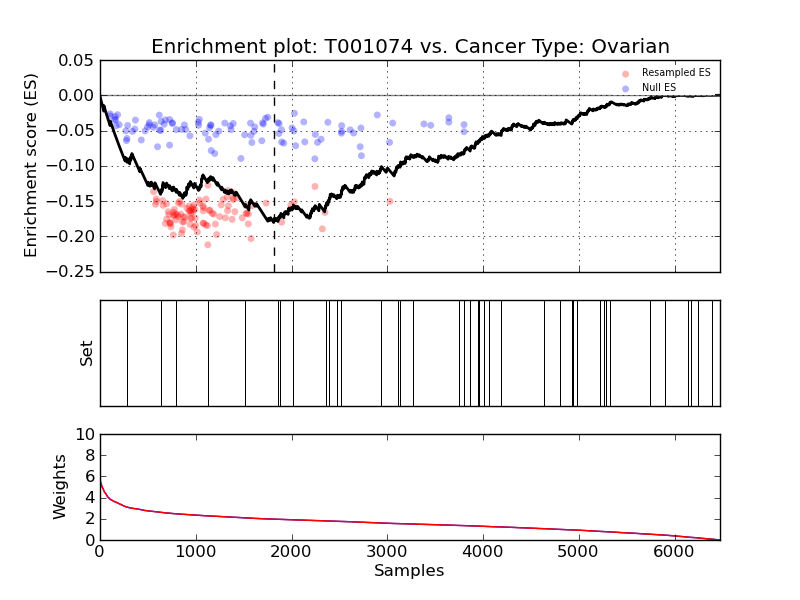 Enrichment plot: T001074 vs. Cancer Type: Ovarian
Enrichment score (ES)
0.05
0.00
−0.05
−0.10
−0.15
−0.20
−0.25
Resampled ES
Null ES
Set
Weights
10
8
6
4
2
0
0 1000 2000 3000 4000 5000 6000
Samples